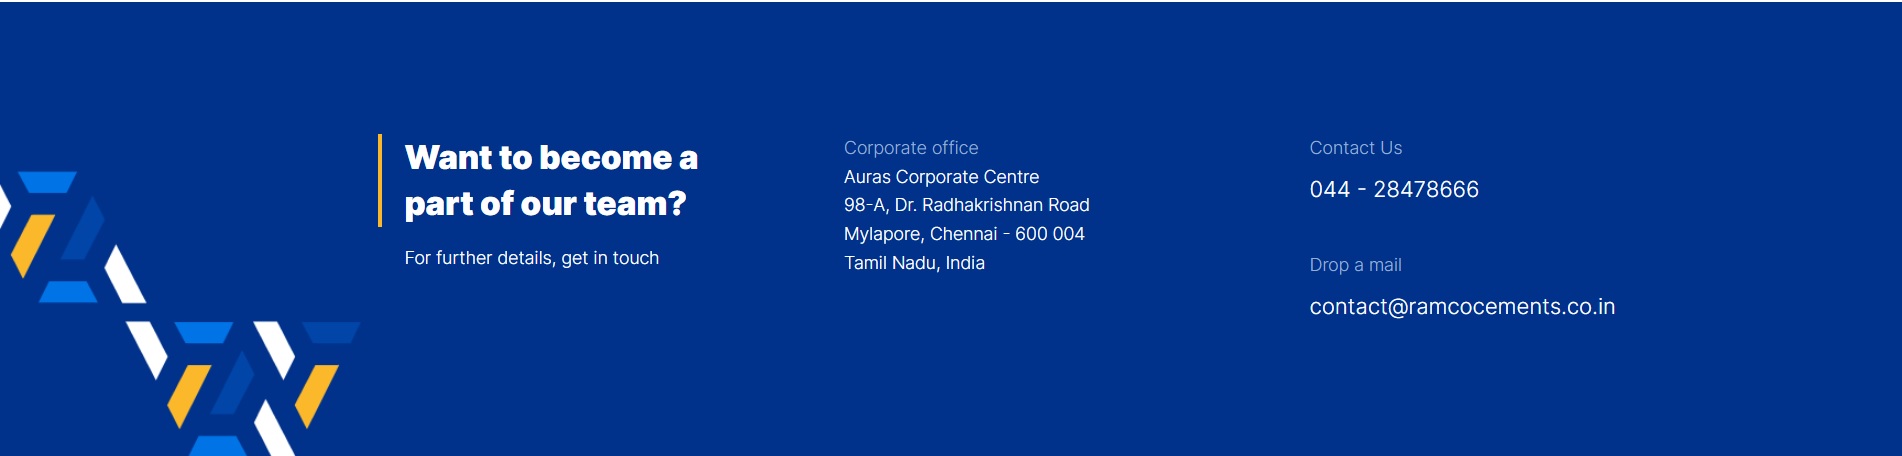 Want to become a
part of our team?
For further details, get in touch
Corporate office
Auras Corporate Centre
98-A, Dr. Radhakrishnan Road
Mylapore, Chennai - 600 004
Tamil Nadu, India
Contact Us
044 - 28478666
Drop a mail
contact@ramcocements.co.in